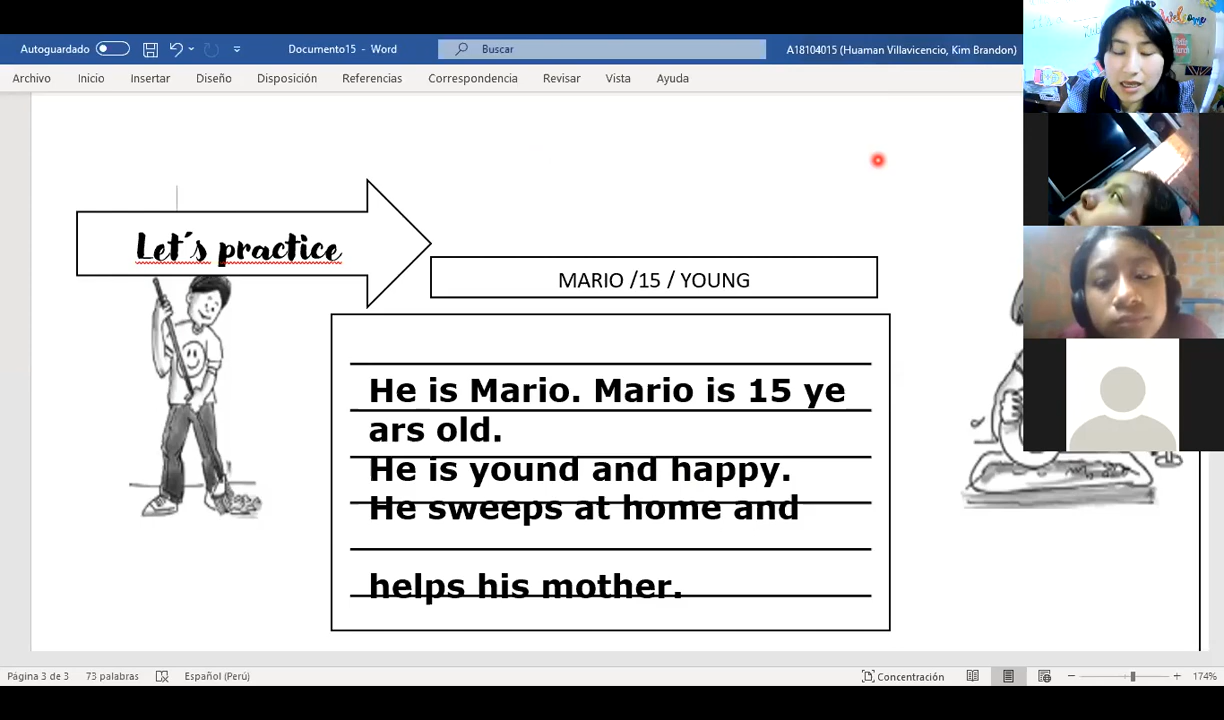 Autoguardado
Documento15 - Word
Buscar
A18104015 (Huaman Villavicencio, Kim Brandon)
Archivo Inicio Insertar Diseño Disposición Referencias Correspondencia Revisar Vista Ayuda
Let´s practice
MARIO /15 / YOUNG
He is Mario. Mario is 15 ye
ars old.
He is yound and happy.
He sweeps at home and
helps his mother.
Página 3 de 3 73 palabras Español (Perú) Concentración 174%
Welcome